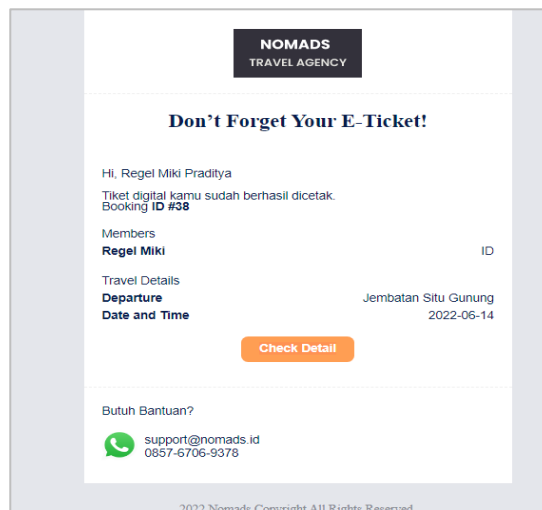 NOMADS
TRAVEL AGENCY
Don't Forget Your E-Ticket!
Hi, Regel Miki Praditya
Tiket digital kamu sudah berhasil dicetak.
Booking ID #38
Members
Regel Miki ID
Travel Details
Departure Jembatan Situ Gunung
Date and Time 2022-06-14
Check Detail
Butuh Bantuan?
support@nomads.id
0857-6706-9378
2022 Nomads Copyright All Rights Reserved